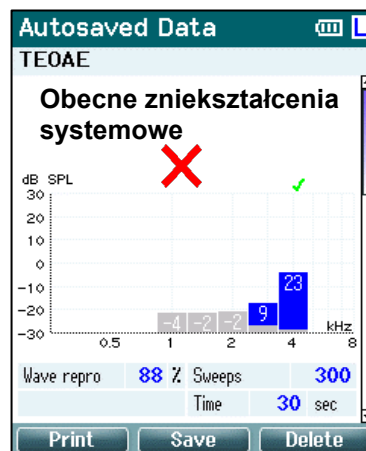 Autosaved Data L
TEOAE
Obecne zniekształcenia
systemowe
dB SPL
30
20
10
0
-10
-20
-30
-4 -2 -2 9 23
0.5 1 2 4 8
kHz
Wave repro 88 % Sweeps 300
Time 30 sec
Print Save Delete